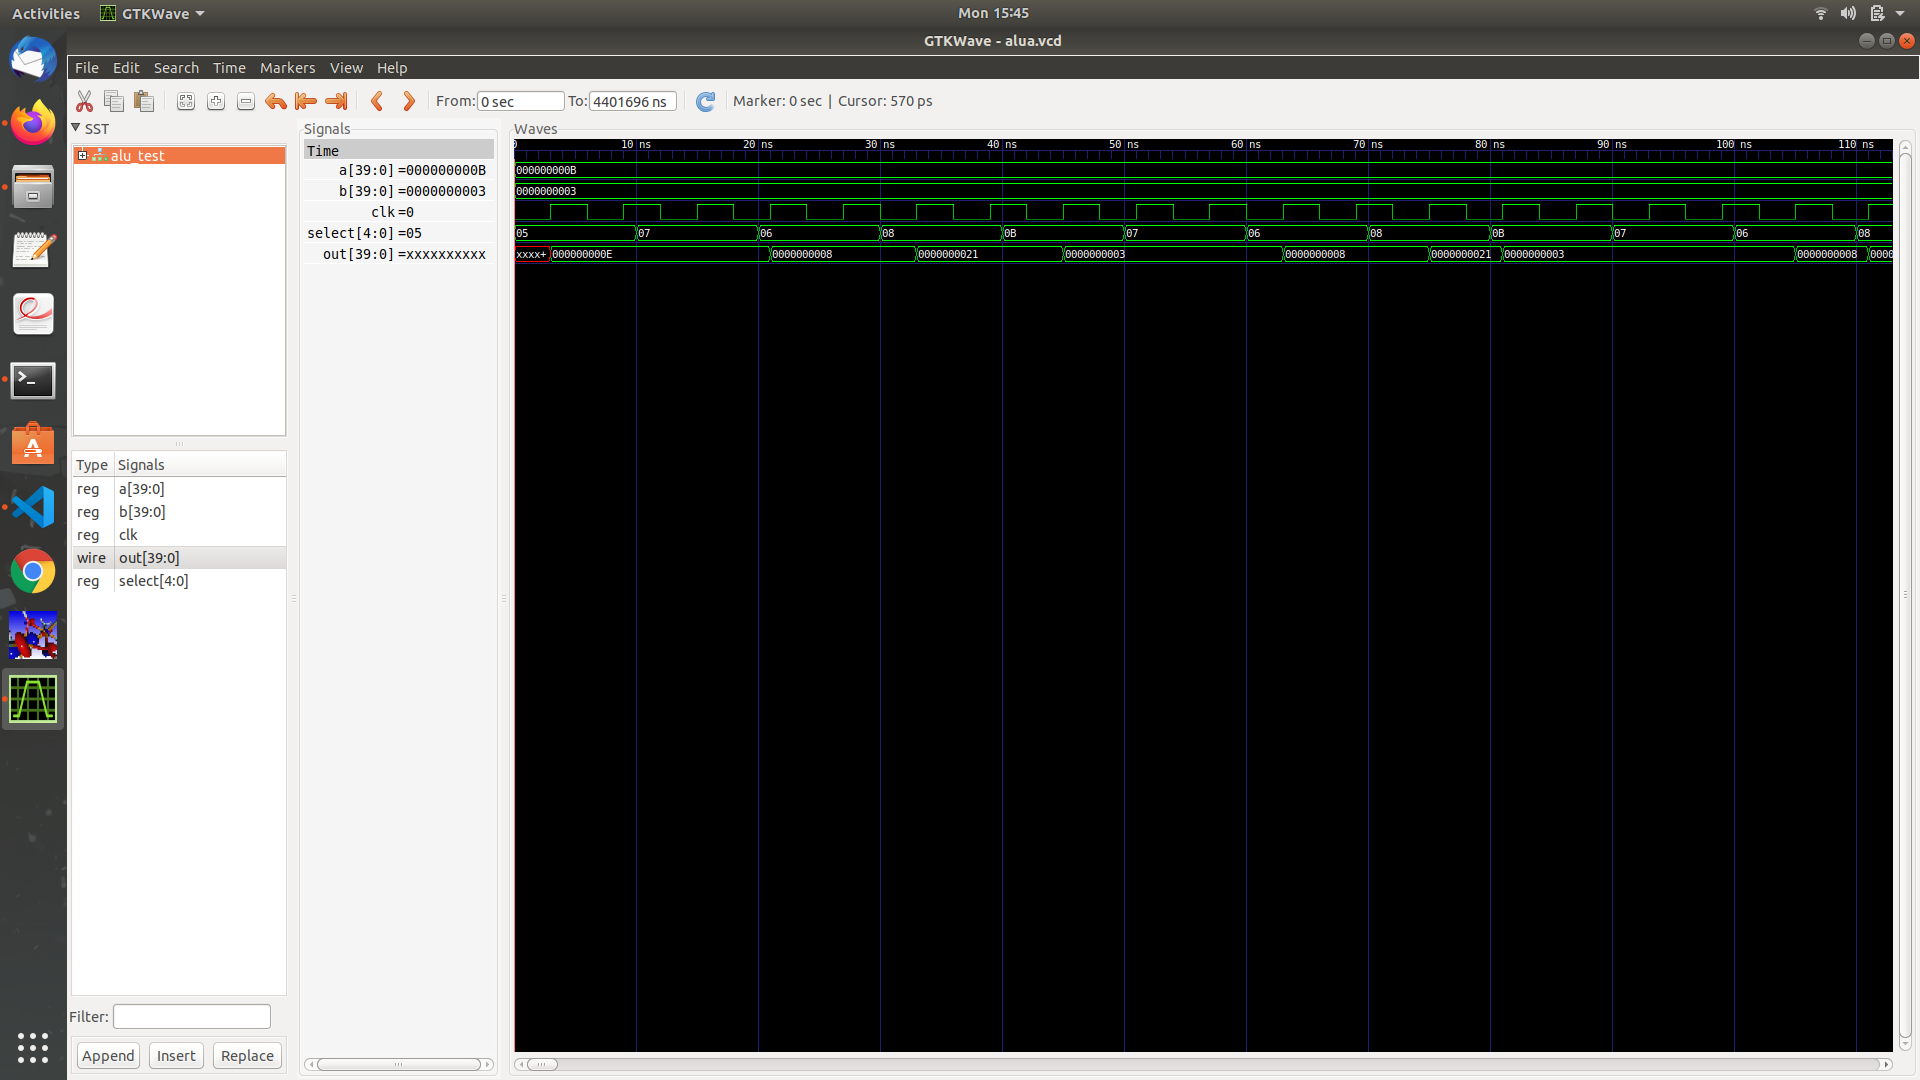 Activities GTKWave Mon 15:45
GTKWave - alua.vcd
File Edit Search Time Markers View Help
From: 0 sec To: 4401696 ns Marker: 0 sec | Cursor: 570 ps
SST
alu_test
Type Signals
reg a[39:0]
reg b[39:0]
reg clk
wire out[39:0]
reg select[4:0]
Filter:
Append Insert Replace
Signals
Time
a[39:0] =000000000B
b[39:0] =0000000003
clk =0
select[4:0] =05
out[39:0] =xxxxxxxxxx
Waves
10 ns 20 ns 30 ns 40 ns 50 ns 60 ns 70 ns 80 ns 90 ns 100 ns 110 ns
000000000B
0000000003
05 07 06 08 0B 07 06 08 0B 07 06 08
xxxx+ 000000000E 0000000008 0000000021 0000000003 0000000008 0000000021 0000000003 0000000008 0000